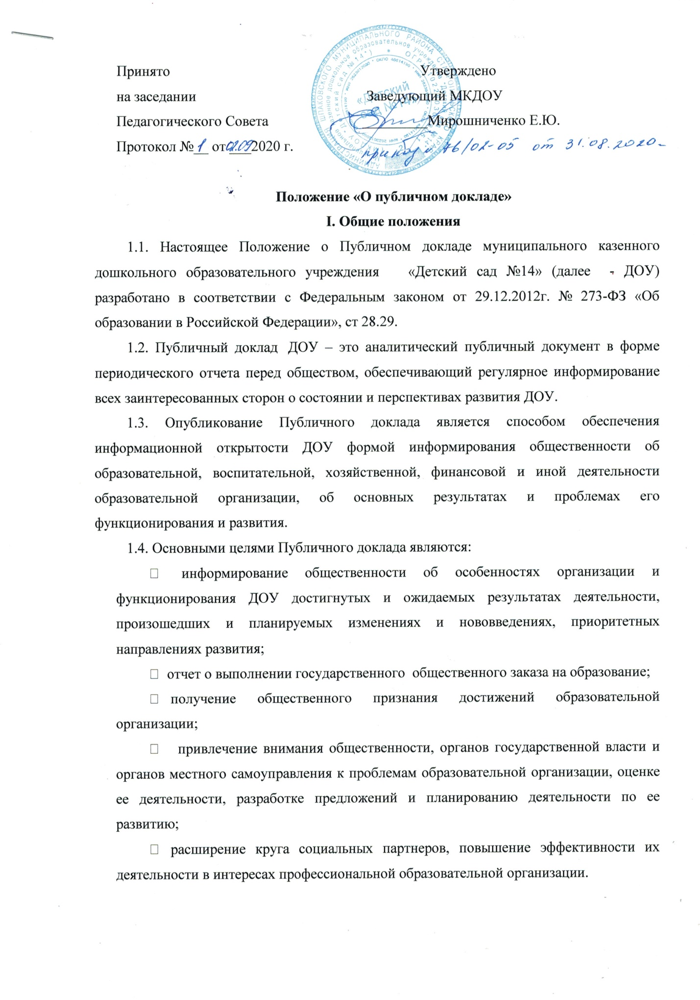 Принято Утверждено
на заседании Заведующий МКДОУ
Педагогического Совета __________Мирошниченко Е.Ю.
Протокол № 1 от 02.09 2020 г. приказ № 76/02-05 от 31.08.2020
«Детский
сад №14»
Положение «О публичном докладе»
I. Общие положения
1.1. Настоящее Положение о Публичном докладе муниципального казенного
дошкольного образовательного учреждения «Детский сад №14» (далее - ДОУ)
разработано в соответствии с Федеральным законом от 29.12.2012г. № 273-ФЗ «Об
образовании в Российской Федерации», ст 28.29.
1.2. Публичный доклад ДОУ – это аналитический публичный документ в форме
периодического отчета перед обществом, обеспечивающий регулярное информирование
всех заинтересованных сторон о состоянии и перспективах развития ДОУ.
1.3. Опубликование Публичного доклада является способом обеспечения
информационной открытости ДОУ формой информирования общественности об
образовательной, воспитательной, хозяйственной, финансовой и иной деятельности
образовательной организации, об основных результатах и проблемах его
функционирования и развития.
1.4. Основными целями Публичного доклада являются:
информирование общественности об особенностях организации и
функционирования ДОУ достигнутых и ожидаемых результатах деятельности,
произошедших и планируемых изменениях и нововведениях, приоритетных
направлениях развития;
отчет о выполнении государственного общественного заказа на образование;
получение общественного признания достижений образовательной
организации;
привлечение внимания общественности, органов государственной власти и
органов местного самоуправления к проблемам образовательной организации, оценке
ее деятельности, разработке предложений и планированию деятельности по ее
развитию;
расширение круга социальных партнеров, повышение эффективности их
деятельности в интересах профессиональной образовательной организации.